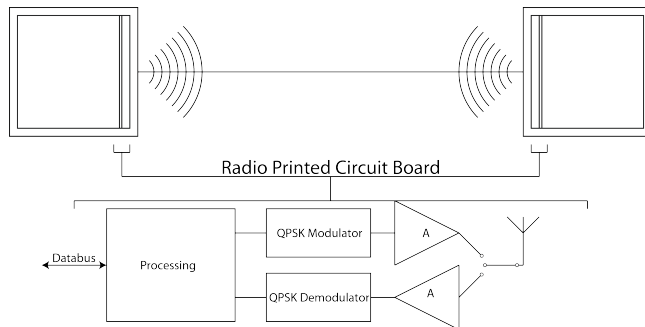 Radio Printed Circuit Board
QPSK Modulator
A
Databus
Processing
QPSK Demodulator
A